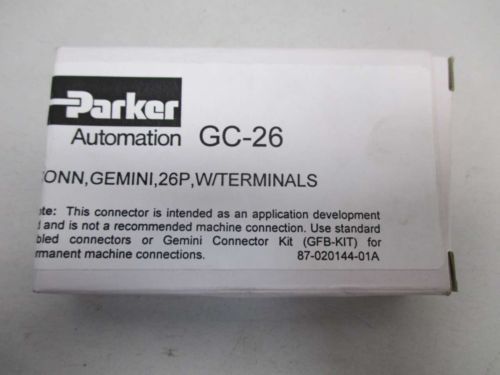 Parker
Automation GC-26
ONN,GEMINI,26P,W/TERMINALS
te: This connector is intended as an application development
and is not a recommended machine connection. Use standard
bled connectors or Gemini Connector Kit (GFB-KIT) for
rmanent machine connections. 87-020144-01A